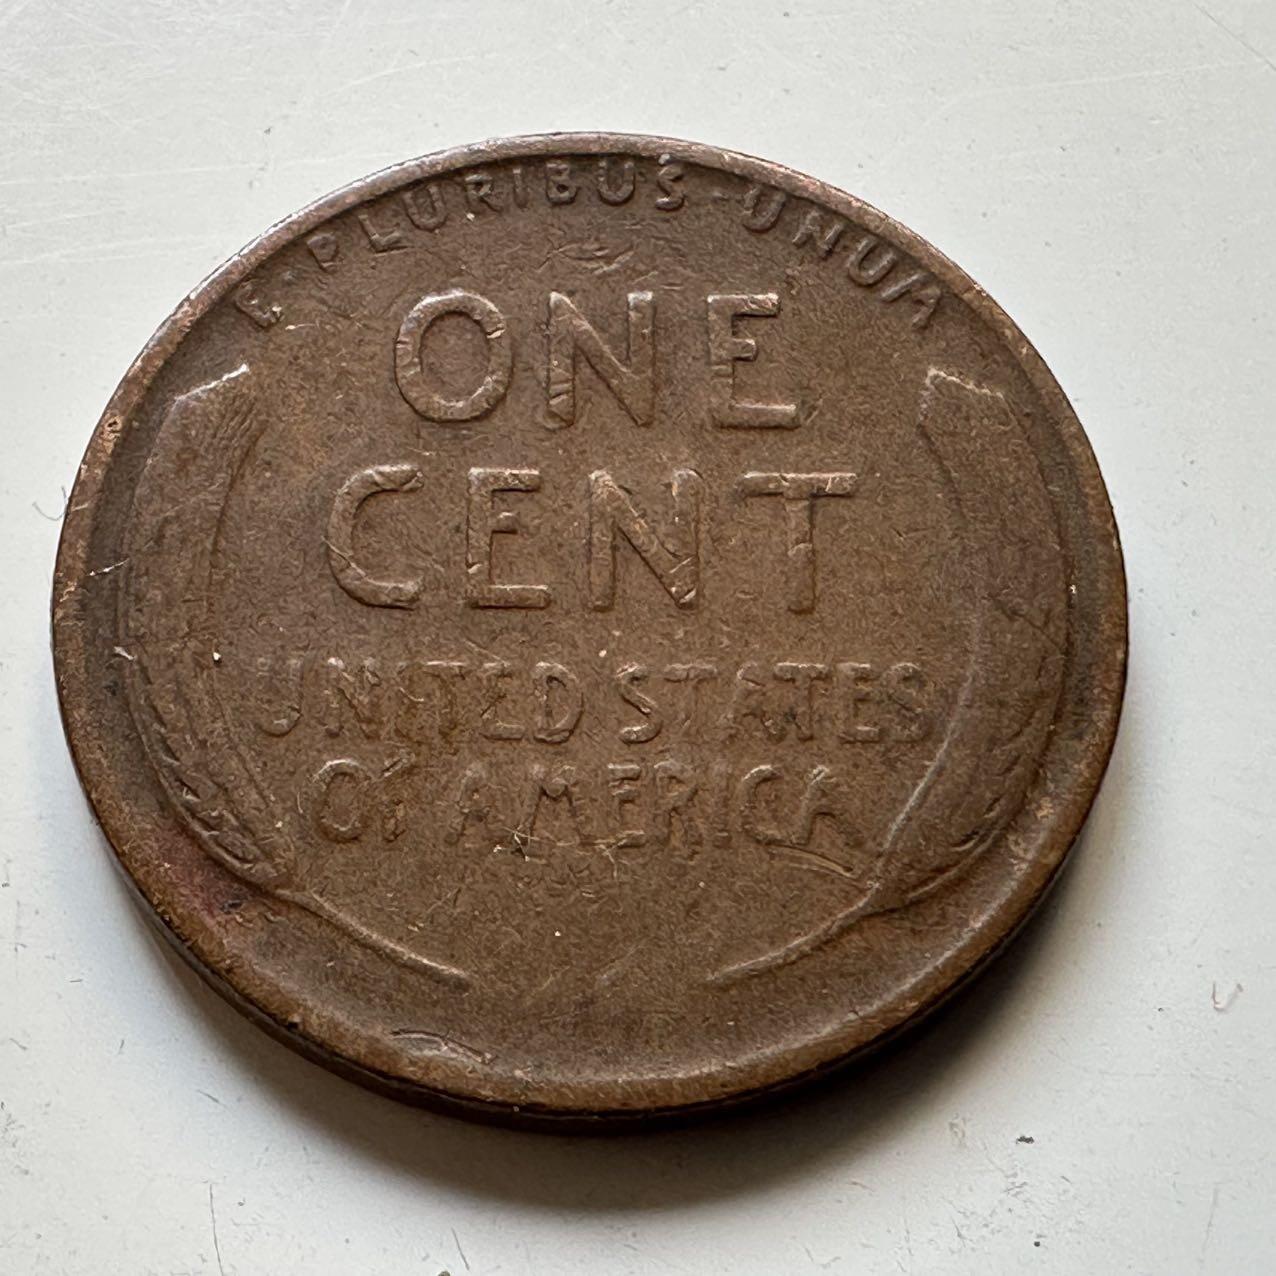 E·PLURIBUS·UNUM
ONE
CENT
UNITED STATES
OF AMERICA